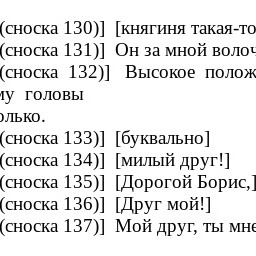 (сноска 130)] [княгиня такая-то
(сноска 131)] Он за мной волоч
(сноска 132)] Высокое полож
му головы
олько.
(сноска 133)] [буквально]
(сноска 134)] [милый друг!]
(сноска 135)] [Дорогой Борис,]
(сноска 136)] [Друг мой!]
(сноска 137)] Мой друг, ты мне